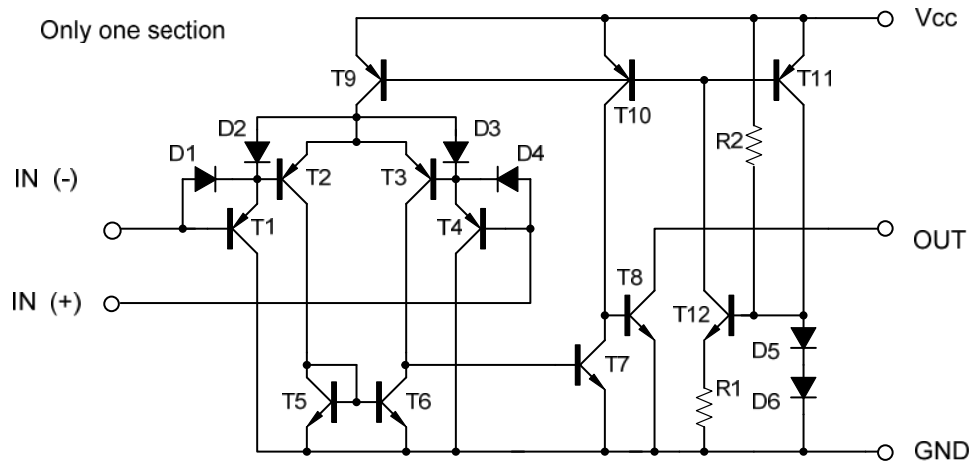 Only one section
Vcc
T9
T10
T11
D2
D3
D1
D4
R2
IN (-)
T2
T3
T1
T4
OUT
IN (+)
T8
T12
D5
T7
T5
T6
R1
D6
GND